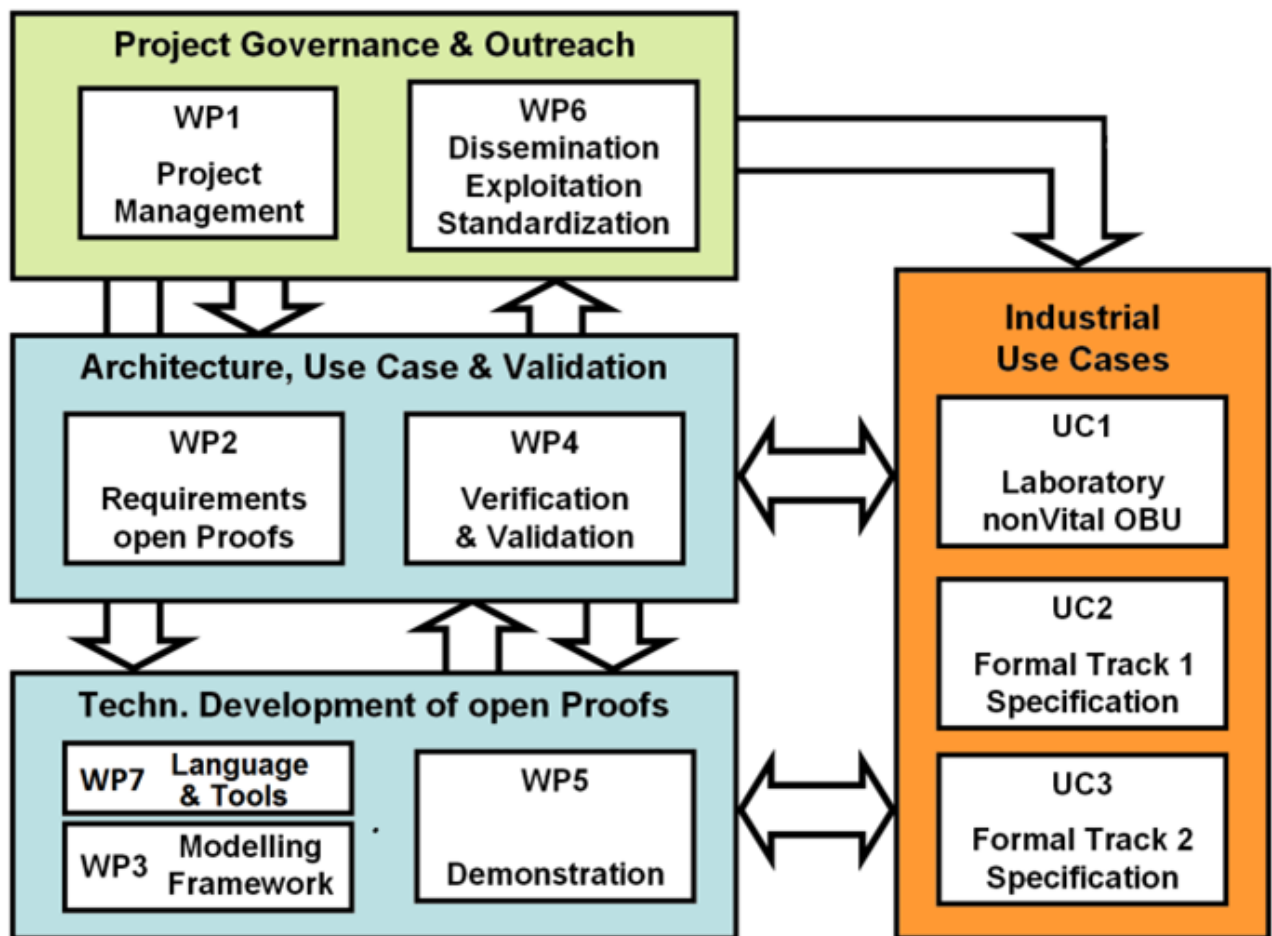 Project Governance & Outreach
WP1
Project
Management
WP6
Dissemination
Exploitation
Standardization
Architecture, Use Case & Validation
WP2
Requirements
open Proofs
WP4
Verification
& Validation
Techn. Development of open Proofs
WP7 Language
& Tools
WP3 Modelling
Framework
WP5
Demonstration
Industrial
Use Cases
UC1
Laboratory
nonVital OBU
UC2
Formal Track 1
Specification
UC3
Formal Track 2
Specification